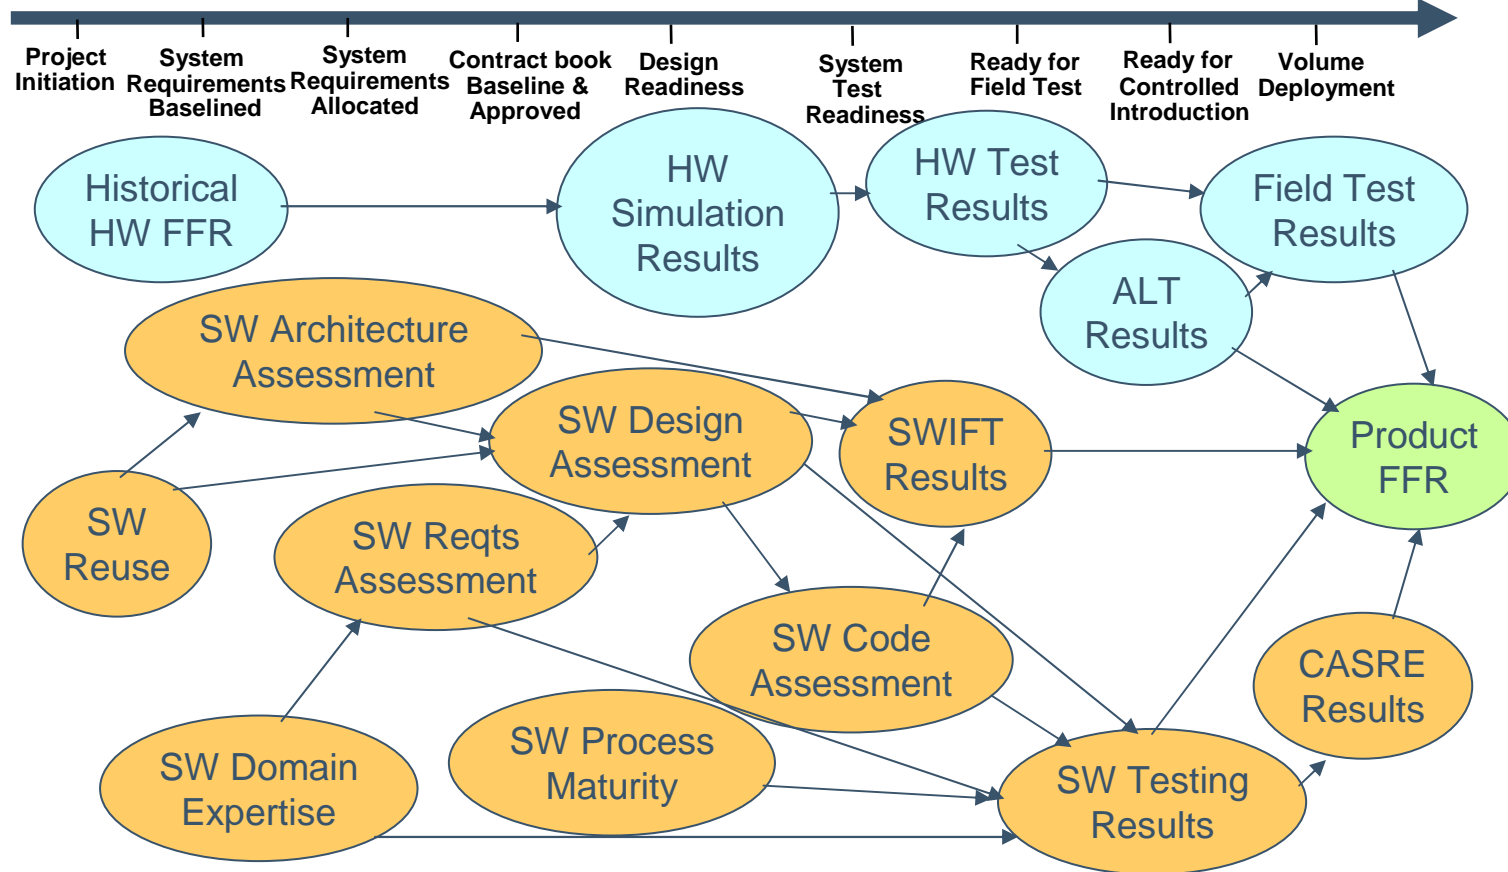 Project
Initiation
System
Requirements
Baselined
System
Requirements
Allocated
Contract book
Baseline &
Approved
Design
Readiness
System
Test
Readiness
Ready for
Field Test
Ready for
Controlled
Introduction
Volume
Deployment
Historical
HW FFR
HW
Simulation
Results
HW Test
Results
Field Test
Results
ALT
Results
SW Architecture
Assessment
SW Design
Assessment
SWIFT
Results
Product
FFR
SW
Reuse
SW Reqts
Assessment
SW Code
Assessment
CASRE
Results
SW Domain
Expertise
SW Process
Maturity
SW Testing
Results